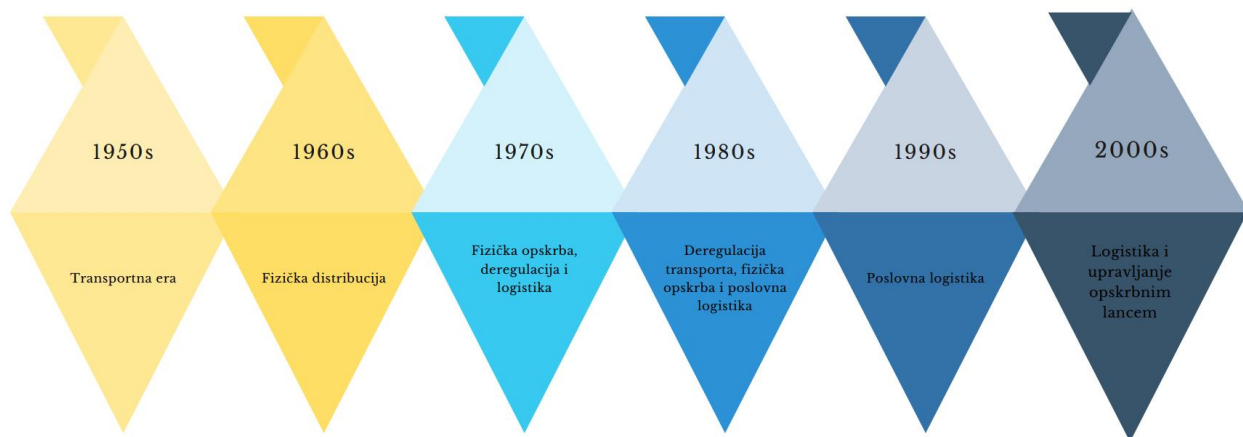 1950s
1960s
1970s
1980s
1990s
2000s
Transportna era
Fizička distribucija
Fizička opskrba,
deregulacija i
logistika
Deregulacija
transporta, fizička
opskrba i poslovna
logistika
Poslovna logistika
Logistika i
upravljanje
opskrbnim
lancem